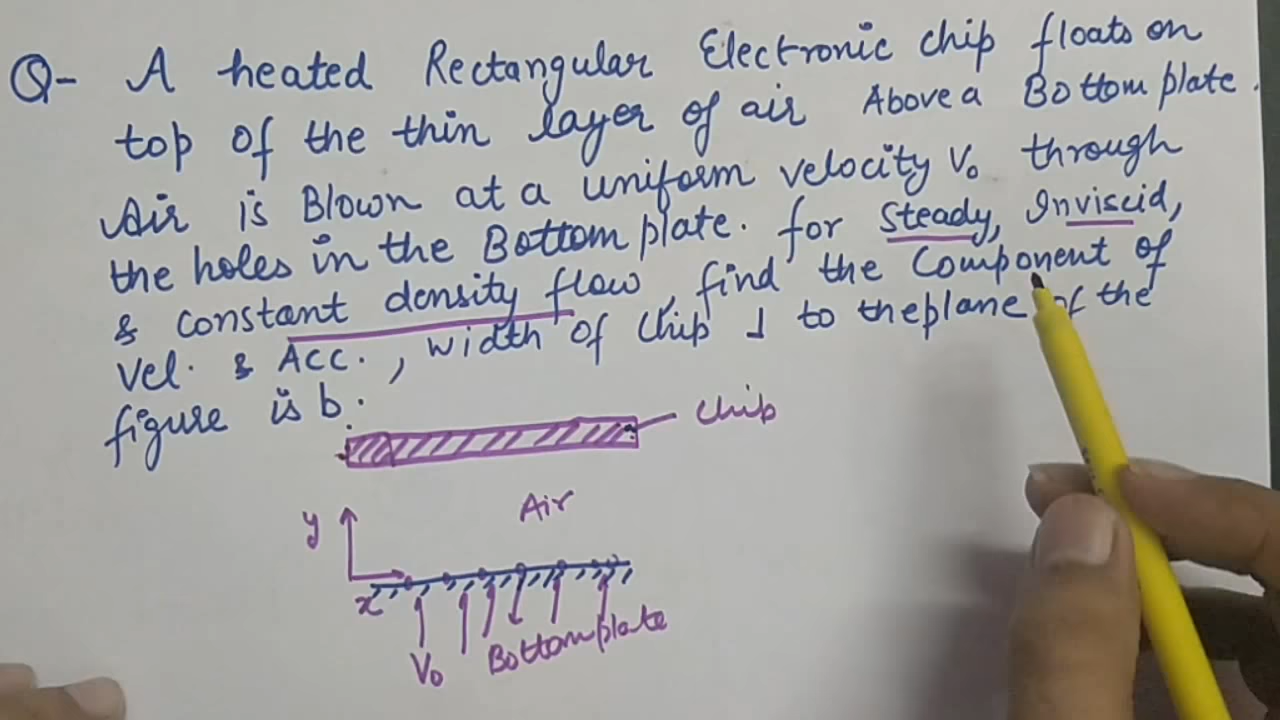 Q- A heated Rectangular Electronic chip floats on
top of the thin layer of air Above a Bottom plate.
Air is Blown at a uniform velocity V₀ through
the holes in the Bottom plate. for Steady, Inviscid,
& constant density flow, find the Component of
Vel. & Acc., width of Chip ⊥ to the plane of the
figure is b.
Chip
Air
y
x
V₀
Bottom plate